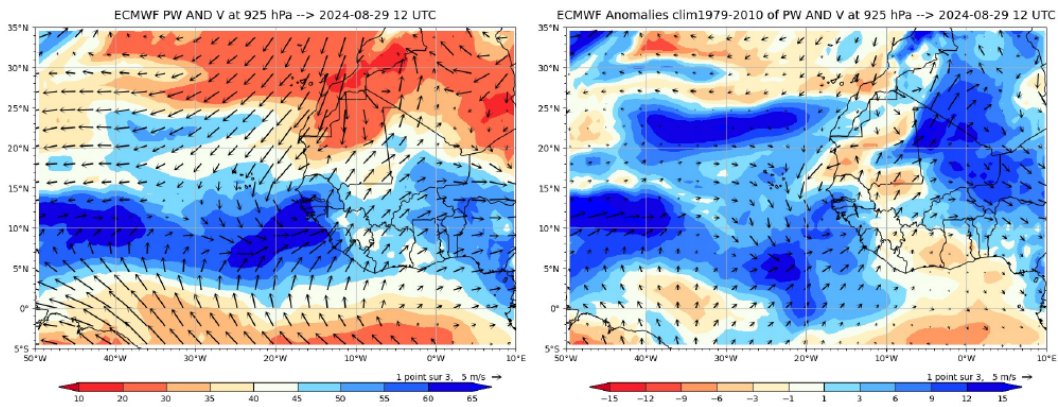 ECMWF PW AND V at 925 hPa --> 2024-08-29 12 UTC
35°N
30°N
25°N
20°N
15°N
10°N
5°N
0°
5°S
50°W 40°W 30°W 20°W 10°W 0°W 10°E
1 point sur 3, 5 m/s
10 20 30 35 40 45 50 55 60 65
ECMWF Anomalies clim1979-2010 of PW AND V at 925 hPa --> 2024-08-29 12 UTC
35°N
30°N
25°N
20°N
15°N
10°N
5°N
0°
5°S
50°W 40°W 30°W 20°W 10°W 0°W 10°E
1 point sur 3, 5 m/s
−15 −12 −9 −6 −3 −1 1 3 6 9 12 15